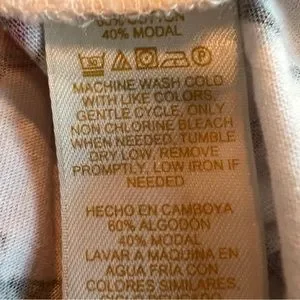 60% COTTON
40% MODAL
MACHINE WASH COLD
WITH LIKE COLORS,
GENTLE CYCLE, ONLY
NON CHLORINE BLEACH
WHEN NEEDED, TUMBLE
DRY LOW, REMOVE
PROMPTLY, LOW IRON IF
NEEDED
HECHO EN CAMBOYA
60% ALGODON
40% MODAL
LAVAR A MAQUINA EN
AGUA FRIA CON
COLORES SIMILARES,